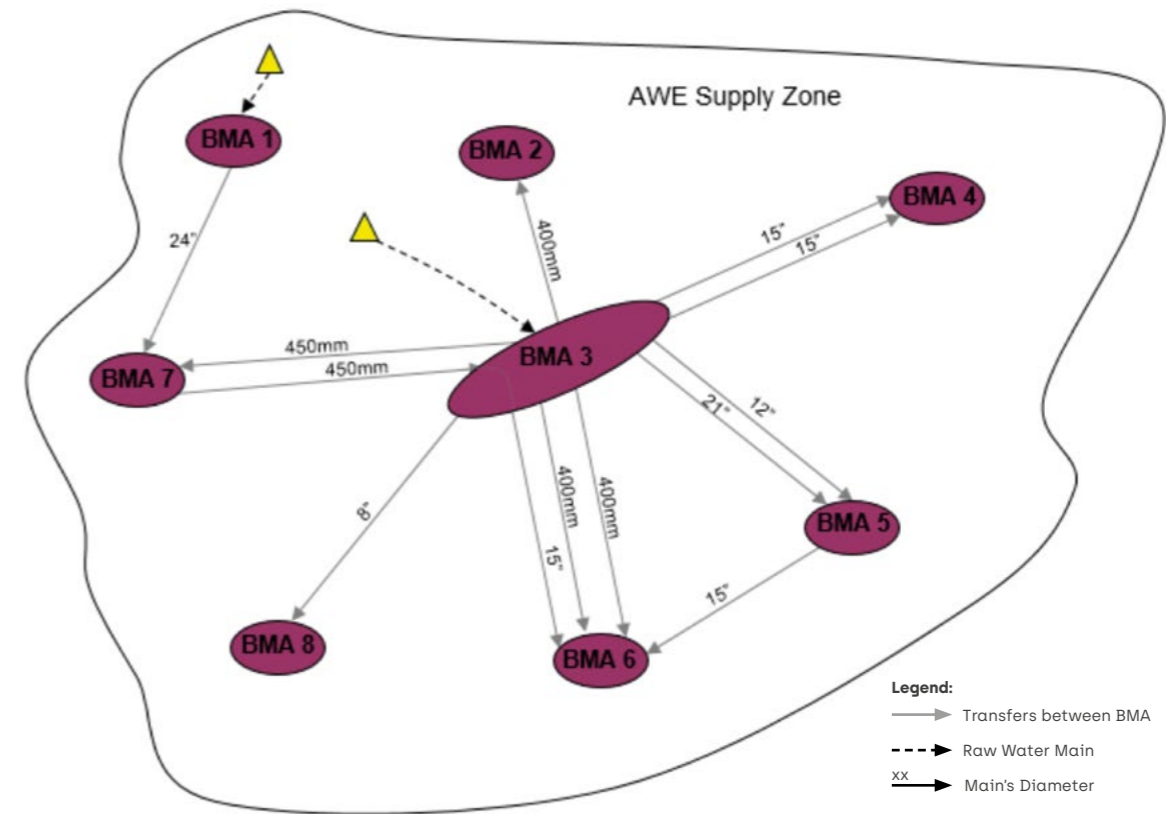 AWE Supply Zone
BMA 1
BMA 2
BMA 4
400mm
15"
15"
24"
BMA 3
450mm
450mm
BMA 7
21"
12"
8"
15"
400mm
400mm
BMA 5
15"
BMA 8
BMA 6
Legend:
Transfers between BMA
Raw Water Main
xx
Main's Diameter